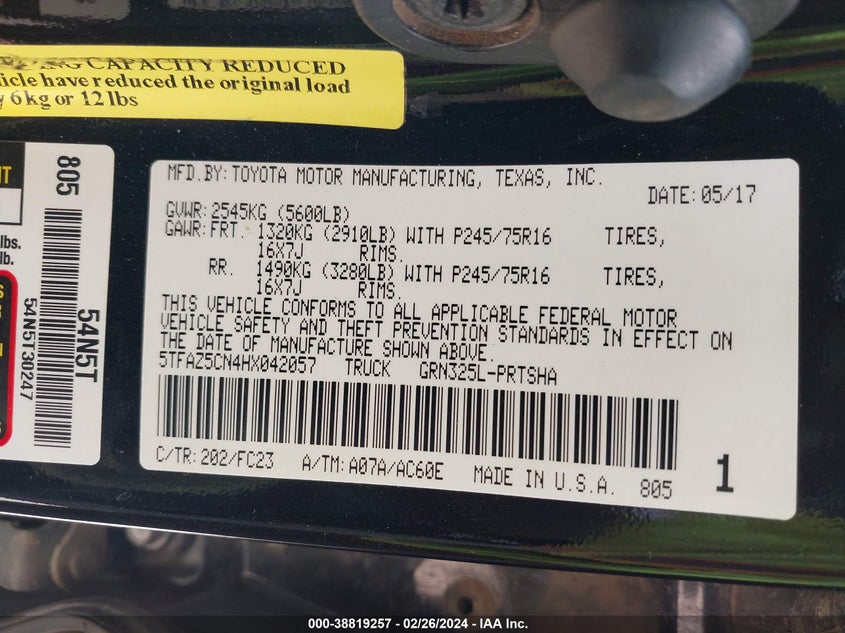 CAPACITY REDUCED
have reduced the original load
6 kg or 12 lbs
805
lbs.
lb.
54N5T
54N5T30247
MFD.BY: TOYOTA MOTOR MANUFACTURING, TEXAS, INC.
DATE: 05/17
GVWR: 2545KG (5600LB)
GAWR: FRT. 1320KG (2910LB) WITH P245/75R16 TIRES,
16X7J RIMS.
RR. 1490KG (3280LB) WITH P245/75R16 TIRES,
16X7J RIMS.
THIS VEHICLE CONFORMS TO ALL APPLICABLE FEDERAL MOTOR
VEHICLE SAFETY AND THEFT PREVENTION STANDARDS IN EFFECT ON
THE DATE OF MANUFACTURE SHOWN ABOVE.
5TFAZ5CN4HX042057 TRUCK GRN325L-PRTSHA
C/TR: 202/FC23 A/TM: A07A/AC60E MADE IN U.S.A. 805
1
000-38819257 - 02/26/2024 - IAA Inc.